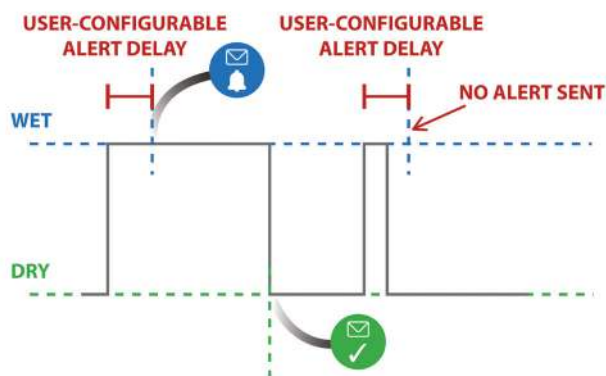 USER-CONFIGURABLE
ALERT DELAY
USER-CONFIGURABLE
ALERT DELAY
NO ALERT SENT
WET
DRY